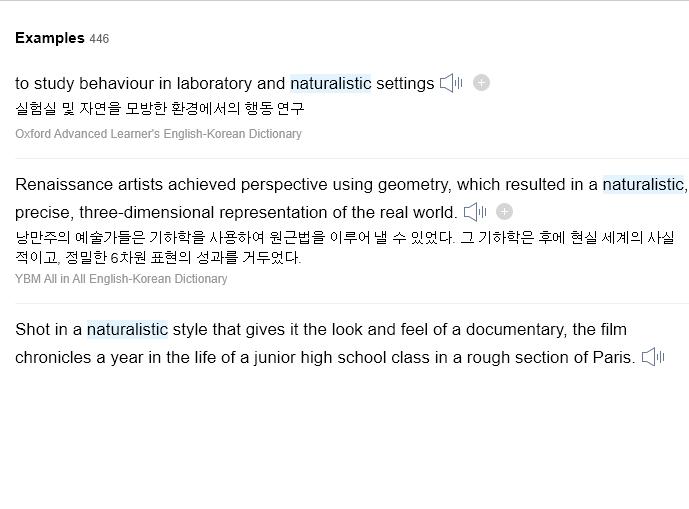 Examples 446
to study behaviour in laboratory and naturalistic settings
실험실 및 자연을 모방한 환경에서의 행동 연구
Oxford Advanced Learner's English-Korean Dictionary
Renaissance artists achieved perspective using geometry, which resulted in a naturalistic,
precise, three-dimensional representation of the real world.
낭만주의 예술가들은 기하학을 사용하여 원근법을 이루어 낼 수 있었다. 그 기하학은 후에 현실 세계의 사실
적이고, 정밀한 6차원 표현의 성과를 거두었다.
YBM All in All English-Korean Dictionary
Shot in a naturalistic style that gives it the look and feel of a documentary, the film
chronicles a year in the life of a junior high school class in a rough section of Paris.